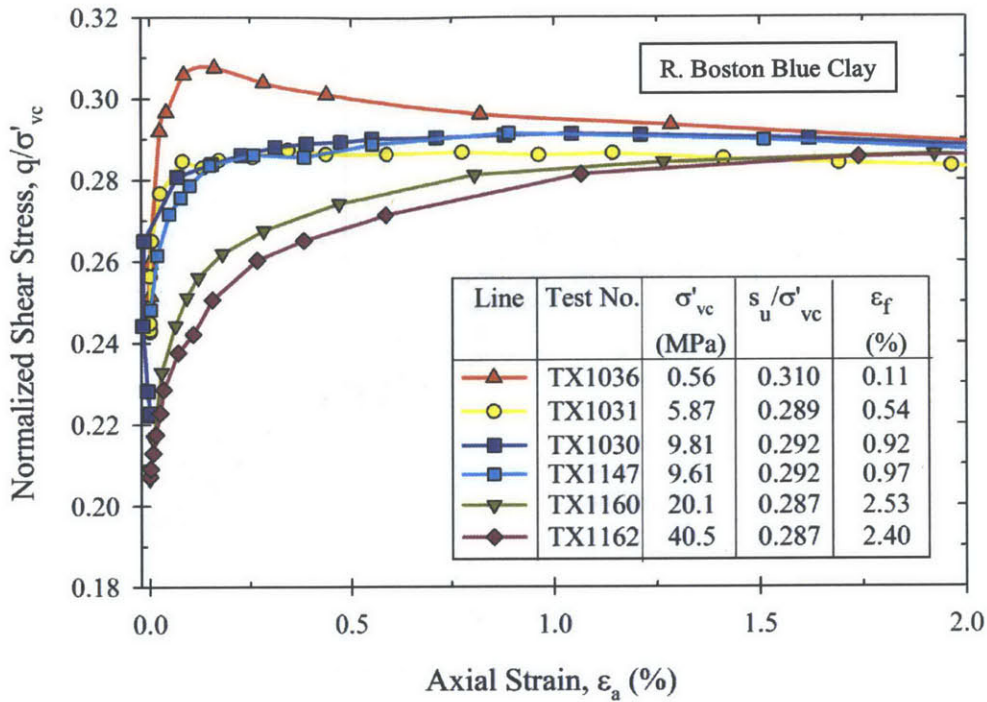 Normalized Shear Stress, q/σ'vc
0.32
0.30
0.28
0.26
0.24
0.22
0.20
0.18
R. Boston Blue Clay
Line Test No. σ'vc su/σ'vc εf
(MPa) (%)
TX1036 0.56 0.310 0.11
TX1031 5.87 0.289 0.54
TX1030 9.81 0.292 0.92
TX1147 9.61 0.292 0.97
TX1160 20.1 0.287 2.53
TX1162 40.5 0.287 2.40
0.0 0.5 1.0 1.5 2.0
Axial Strain, εa (%)